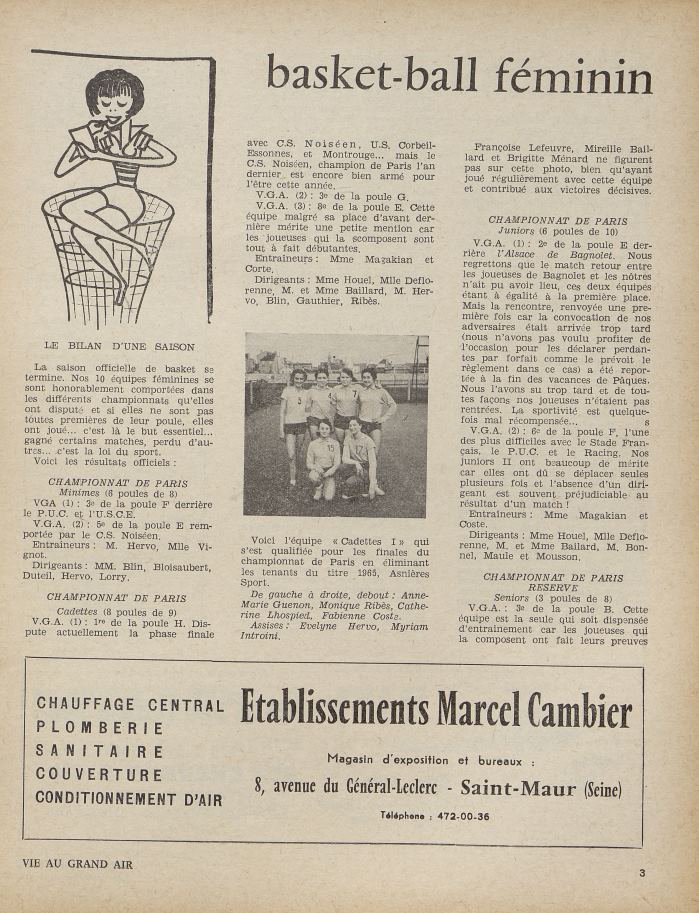 basket-ball féminin
LE BILAN D'UNE SAISON
La saison officielle de basket se
termine. Nos 10 équipes féminines se
sont honorablement comportées dans
les différents championnats qu'elles
ont disputé et si elles ne sont pas
toutes premières de leur poule, elles
ont joué... c'est là le but essentiel...
gagné certains matches, perdu d'au-
tres... c'est la loi du sport.
Voici les résultats officiels :
CHAMPIONNAT DE PARIS
Minimes (6 poules de 8)
VGA (1) : 3e de la poule F derrière
le P.U.C. et l'U.S.C.E.
V.G.A. (2) : 5e de la poule E rem-
portée par le C.S. Noiséen.
Entraîneurs : M. Hervo, Mlle Vi-
gnot.
Dirigeants : MM. Blin, Bloisaubert,
Duteil, Hervo, Lorry.
CHAMPIONNAT DE PARIS
Cadettes (8 poules de 9)
V.G.A. (1) : 1re de la poule H. Dis-
pute actuellement la phase finale
avec C.S. Noiséen, U.S. Corbeil-
Essonnes, et Montrouge... mais le
C.S. Noiséen, champion de Paris l'an
dernier est encore bien armé pour
l'être cette année.
V.G.A. (2) : 3e de la poule G.
V.G.A. (3) : 8e de la poule E. Cette
équipe malgré sa place d'avant der-
nière mérite une petite mention car
les joueuses qui la scomposent sont
tout à fait débutantes.
Entraîneurs : Mme Magakian et
Corte.
Dirigeants : Mme Houel, Mlle Deflo-
renne, M. et Mme Bailard, M. Her-
vo, Blin, Gauthier, Ribès.
Voici l'équipe « Cadettes I » qui
s'est qualifiée pour les finales du
championnat de Paris en éliminant
les tenants du titre 1965, Asnières
Sport.
De gauche à droite, debout : Anne-
Marie Guenon, Monique Ribès, Cathe-
rine Lhospied, Fabienne Coste.
Assises : Evelyne Hervo, Myriam
Introïni.
Françoise Lefeuvre, Mireille Bail-
lard et Brigitte Ménard ne figurent
pas sur cette photo, bien qu'ayant
joué régulièrement avec cette équipe
et contribué aux victoires décisives.
CHAMPIONNAT DE PARIS
Juniors (6 poules de 10)
V.G.A. (1) : 2e de la poule E der-
rière l'Alsace de Bagnolet. Nous
regrettons que le match retour entre
les joueuses de Bagnolet et les nôtres
n'ait pu avoir lieu, ces deux équipes
étant à égalité à la première place.
Mais la rencontre, renvoyée une pre-
mière fois car la convocation de nos
adversaires était arrivée trop tard
(nous n'avons pas voulu profiter de
l'occasion pour les déclarer perdan-
tes par forfait comme le prévoit le
règlement dans ce cas) a été repor-
tée à la fin des vacances de Pâques.
Nous l'avons su trop tard et de tou-
tes façons nos joueuses n'étaient pas
rentrées. La sportivité est quelque-
fois mal récompensée... s
V.G.A. (2) : 6e de la poule F, l'une
des plus difficiles avec le Stade Fran-
çais, le P.U.C. et le Racing. Nos
juniors II ont beaucoup de mérite
car elles ont dû se déplacer seules
plusieurs fois et l'absence d'un diri-
geant est souvent préjudiciable au
résultat d'un match !
Entraîneurs : Mme Magakian et
Coste.
Dirigeants : Mme Houel, Mlle Deflo-
renne, M. et Mme Bailard, M. Bon-
nel, Maule et Mousson.
CHAMPIONNAT DE PARIS
RESERVE
Seniors (3 poules de 8)
V.G.A. : 3e de la poule B. Cette
équipe est la seule qui soit dispensée
d'entraînement car les joueuses qui
la composent ont fait leurs preuves
CHAUFFAGE CENTRAL
PLOMBERIE
SANITAIRE
COUVERTURE
CONDITIONNEMENT D'AIR
Etablissements Marcel Cambier
Magasin d'exposition et bureaux :
8, avenue du Général-Leclerc - Saint-Maur (Seine)
Téléphone : 472-00-36
VIE AU GRAND AIR
3